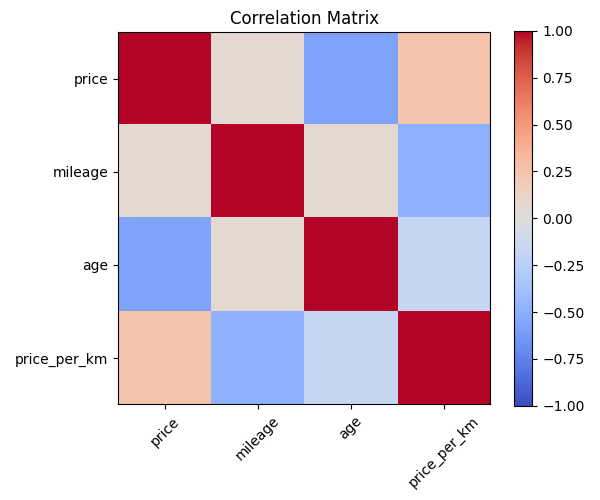 Correlation Matrix
price
mileage
age
price_per_km
price
mileage
age
price_per_km
1.00
0.75
0.50
0.25
0.00
−0.25
−0.50
−0.75
−1.00